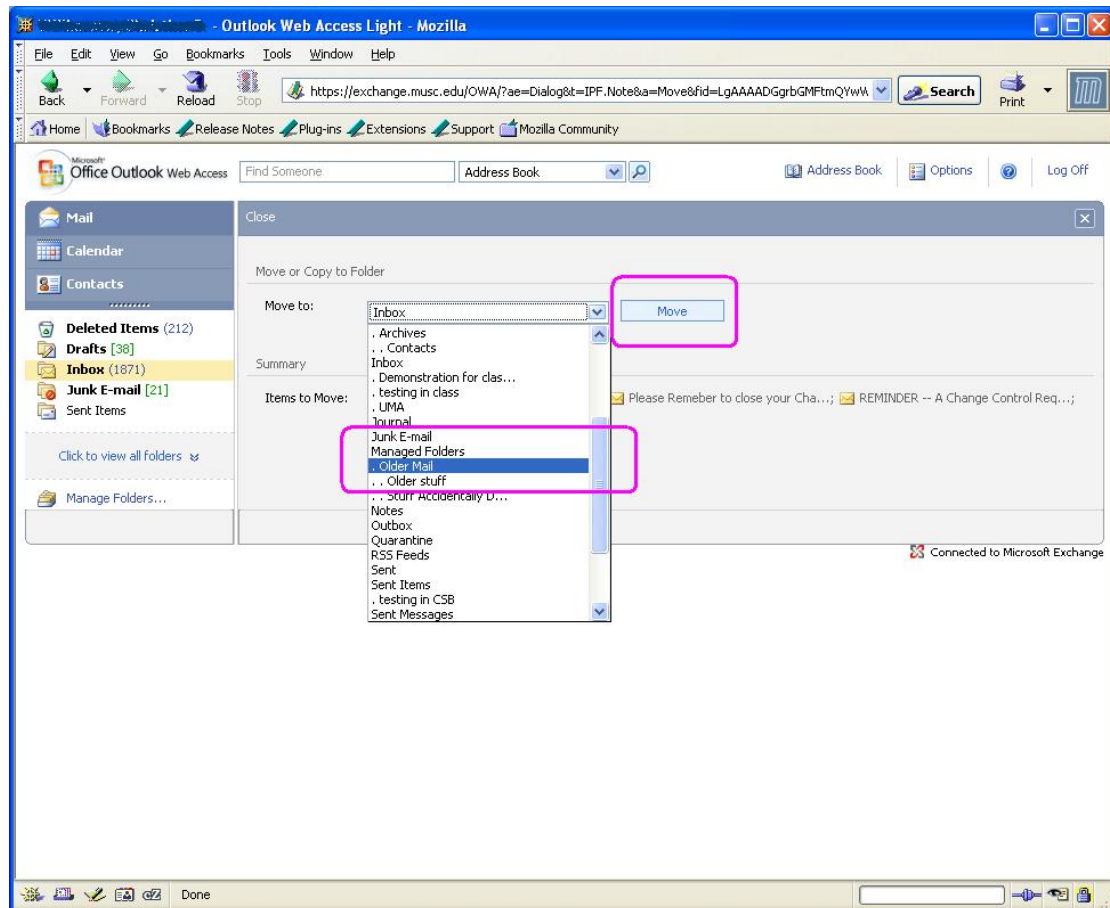 - Outlook Web Access Light - Mozilla
File Edit View Go Bookmarks Tools Window Help
Back Forward Reload Stop https://exchange.musc.edu/OWA/?ae=Dialog&t=IPF.Note&a=Move&fid=LgAAAADGgrbGMFtmQYwW Search Print
Home Bookmarks Release Notes Plug-ins Extensions Support Mozilla Community
Microsoft
Office Outlook Web Access Find Someone Address Book Address Book Options Log Off
Mail Close
Calendar
Contacts
Move or Copy to Folder
Move to: Inbox Move
Deleted Items (212)
Drafts [38]
Inbox (1871)
Junk E-mail [21]
Sent Items
Click to view all folders
Manage Folders...
. Archives
. . Contacts
Inbox
. Demonstration for clas...
. testing in class
. UMA
Journal
Junk E-mail
Managed Folders
. Older Mail
. . Older stuff
. . Stuff Accidentally D...
Notes
Outbox
Quarantine
RSS Feeds
Sent
Sent Items
. testing in CSB
Sent Messages
Summary
Items to Move: Please Remeber to close your Cha...; REMINDER -- A Change Control Req...;
Connected to Microsoft Exchange
Done